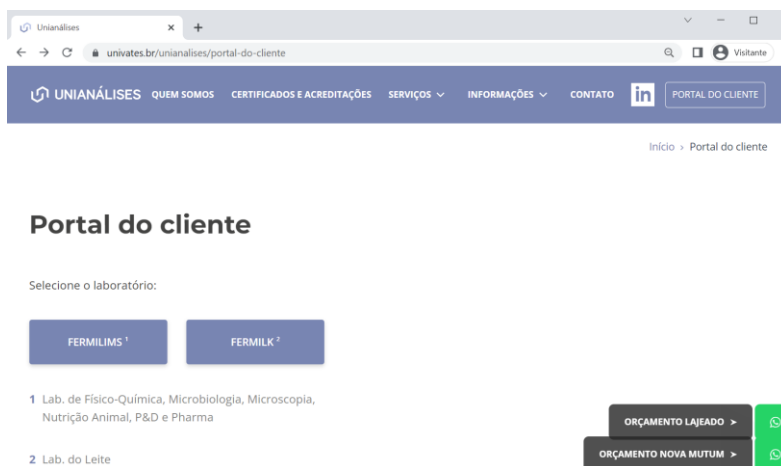 Unianálises
univates.br/unianalises/portal-do-cliente
Visitante
UNIANÁLISES QUEM SOMOS CERTIFICADOS E ACREDITAÇÕES SERVIÇOS INFORMAÇÕES CONTATO in PORTAL DO CLIENTE
Início > Portal do cliente
Portal do cliente
Selecione o laboratório:
FERMILIMS ¹ FERMILK ²
1 Lab. de Físico-Química, Microbiologia, Microscopia,
Nutrição Animal, P&D e Pharma
ORÇAMENTO LAJEADO ➤
2 Lab. do Leite
ORÇAMENTO NOVA MUTUM ➤